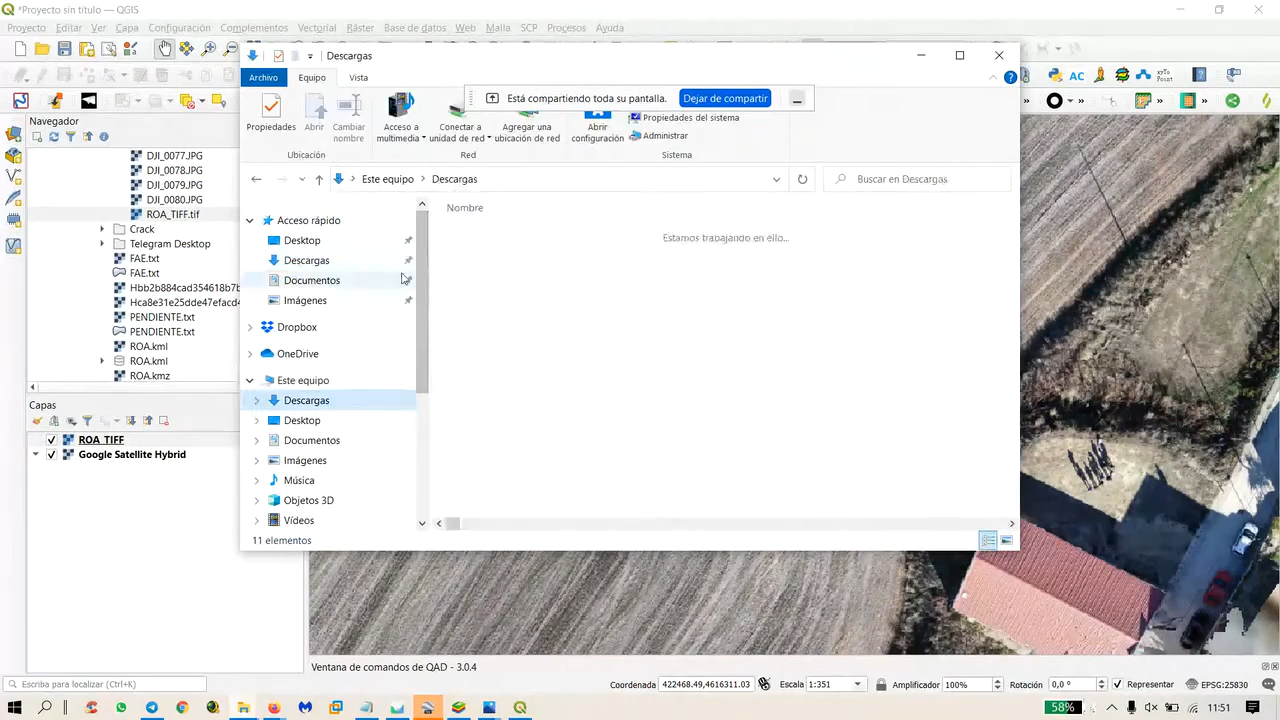 *Proyecto sin título — QGIS
Proyecto Editar Ver Capa Configuración Complementos Vectorial Ráster Base de datos Web Malla SCP Procesos Ayuda
Descargas
Archivo Equipo Vista
Está compartiendo toda su pantalla. Dejar de compartir
Propiedades Abrir Cambiar nombre
Acceso a multimedia Conectar a unidad de red Agregar una ubicación de red
Abrir configuración
Propiedades del sistema
Administrar
Ubicación Red Sistema
Este equipo Descargas
Buscar en Descargas
Nombre
Estamos trabajando en ello...
Acceso rápido
Desktop
Descargas
Documentos
Imágenes
Dropbox
OneDrive
Este equipo
Descargas
Desktop
Documentos
Imágenes
Música
Objetos 3D
Vídeos
11 elementos
Navegador
DJI_0077.JPG
DJI_0078.JPG
DJI_0079.JPG
DJI_0080.JPG
ROA_TIFF.tif
Crack
Telegram Desktop
FAE.txt
FAE.txt
Hbb2b884cad354618b7b
Hca8e31e25dde47efacd4
PENDIENTE.txt
PENDIENTE.txt
ROA.kml
ROA.kml
ROA.kmz
Capas
ROA_TIFF
Google Satellite Hybrid
AC
xyTo Point
Ventana de comandos de QAD - 3.0.4
Escriba para localizar (Ctrl+K)
Coordenada 422468.49,4616311.03 Escala 1:351 Amplificador 100% Rotación 0,0 ° Representar EPSG:25830
58% 11:51